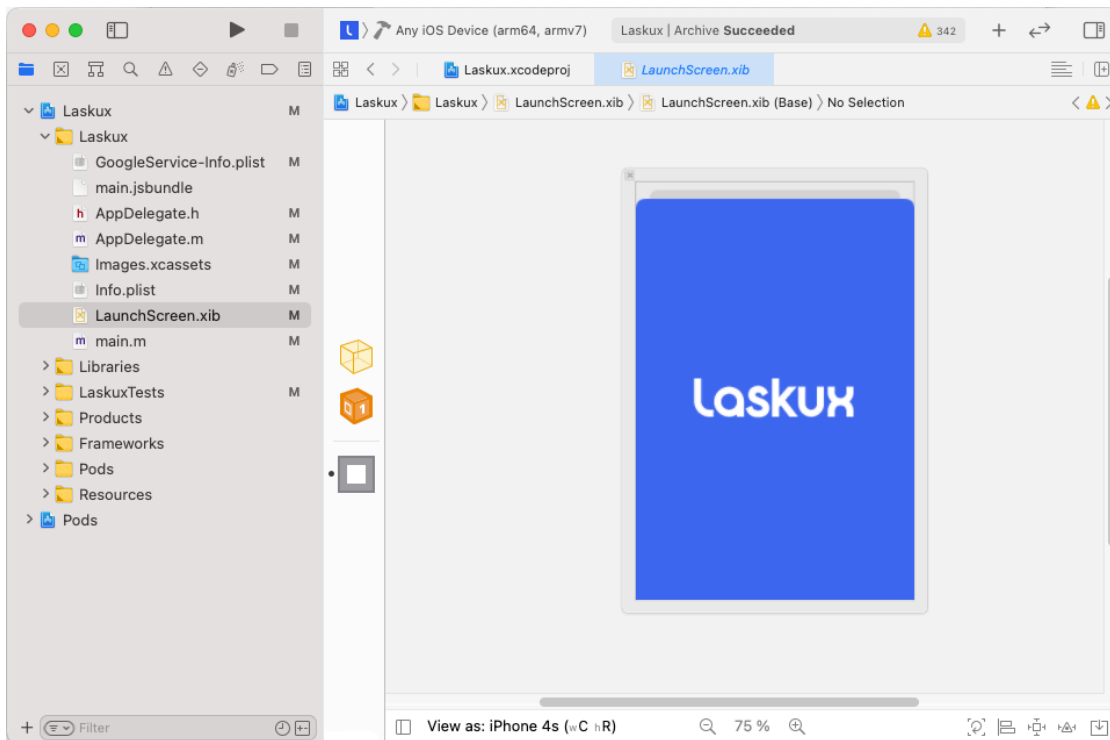 Any iOS Device (arm64, armv7)
Laskux | Archive Succeeded
342
Laskux.xcodeproj
LaunchScreen.xib
Laskux
Laskux
LaunchScreen.xib
LaunchScreen.xib (Base)
No Selection
Laskux M
Laskux
GoogleService-Info.plist M
main.jsbundle
h AppDelegate.h M
m AppDelegate.m M
Images.xcassets M
Info.plist M
LaunchScreen.xib M
m main.m M
Libraries
LaskuxTests M
Products
Frameworks
Pods
Resources
Pods
Laskux
Filter
View as: iPhone 4s (wC hR)
75 %